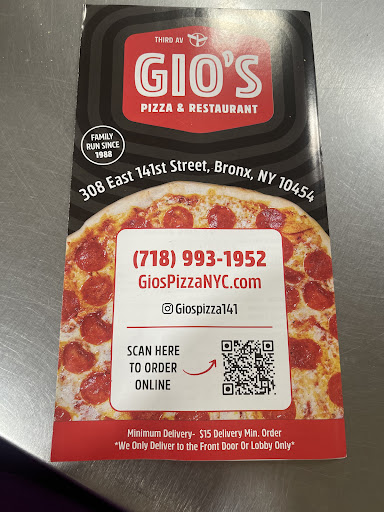 THIRD AV
GIO'S
PIZZA & RESTAURANT
FAMILY
RUN SINCE
1988
308 East 141st Street, Bronx, NY 10454
(718) 993-1952
GiosPizzaNYC.com
Giospizza141
SCAN HERE
TO ORDER
ONLINE
Minimum Delivery- $15 Delivery Min. Order
*We Only Deliver to the Front Door Or Lobby Only*